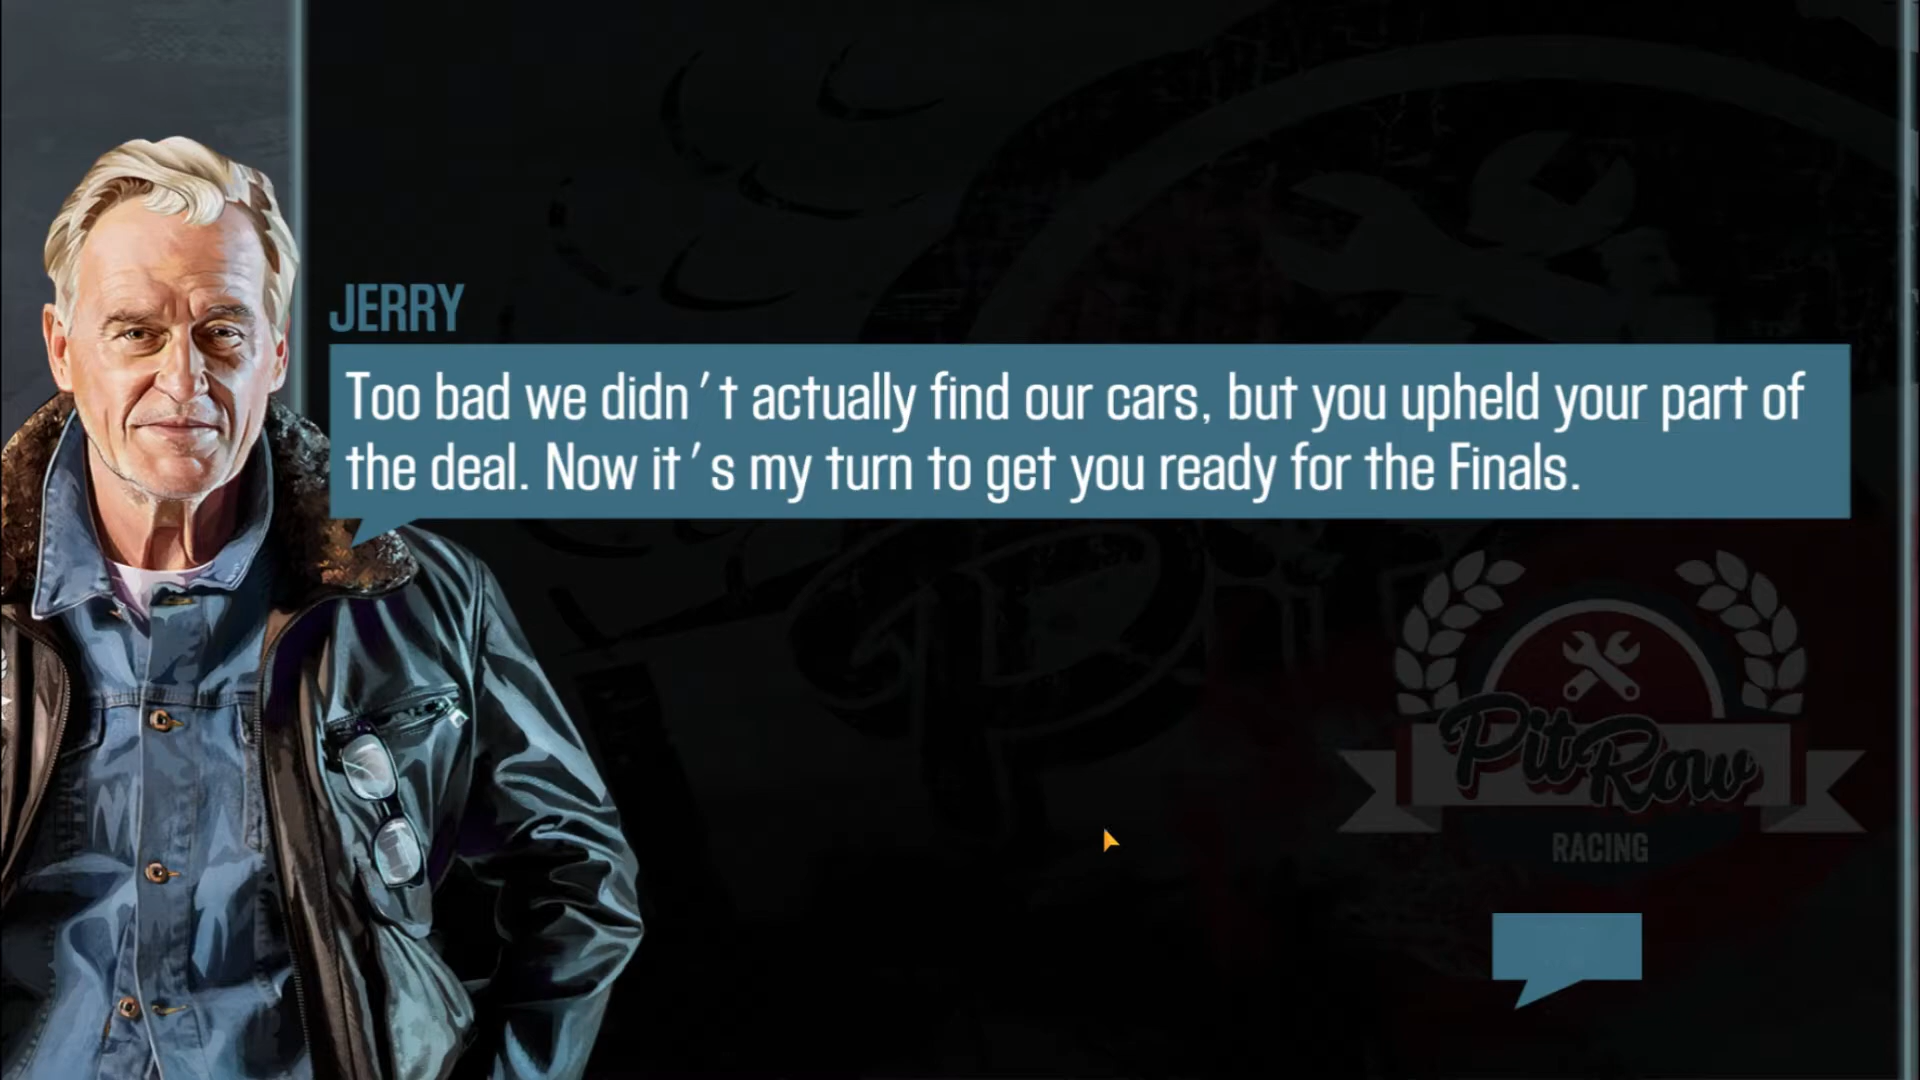 JERRY
Too bad we didn't actually find our cars, but you upheld your part of
the deal. Now it's my turn to get you ready for the Finals.
PitRow
RACING